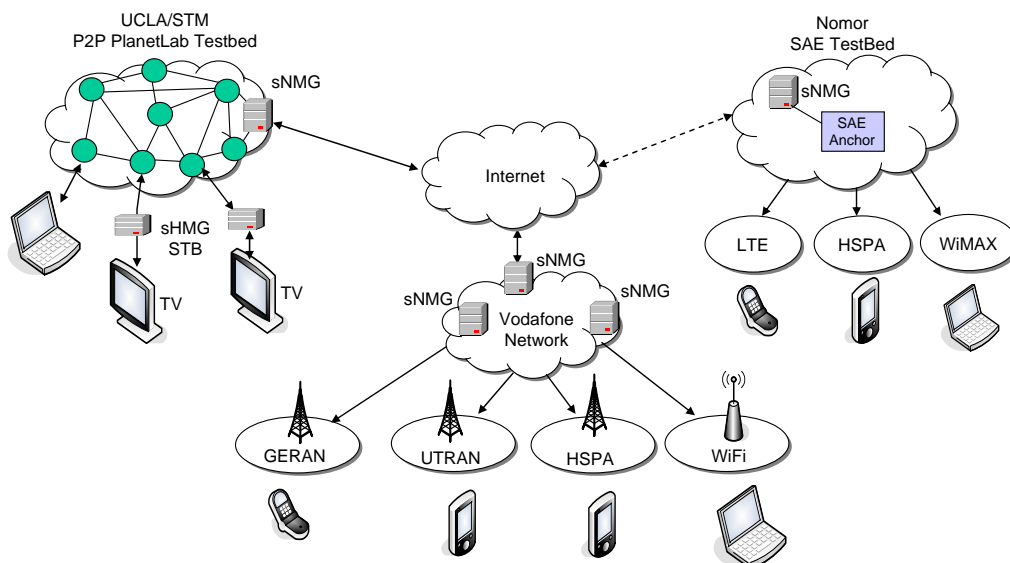 UCLA/STM
P2P PlanetLab Testbed
sNMG
Nomor
SAE TestBed
sNMG
SAE
Anchor
Internet
sHMG
STB
TV
TV
LTE
HSPA
WiMAX
sNMG
sNMG
sNMG
Vodafone
Network
GERAN
UTRAN
HSPA
WiFi